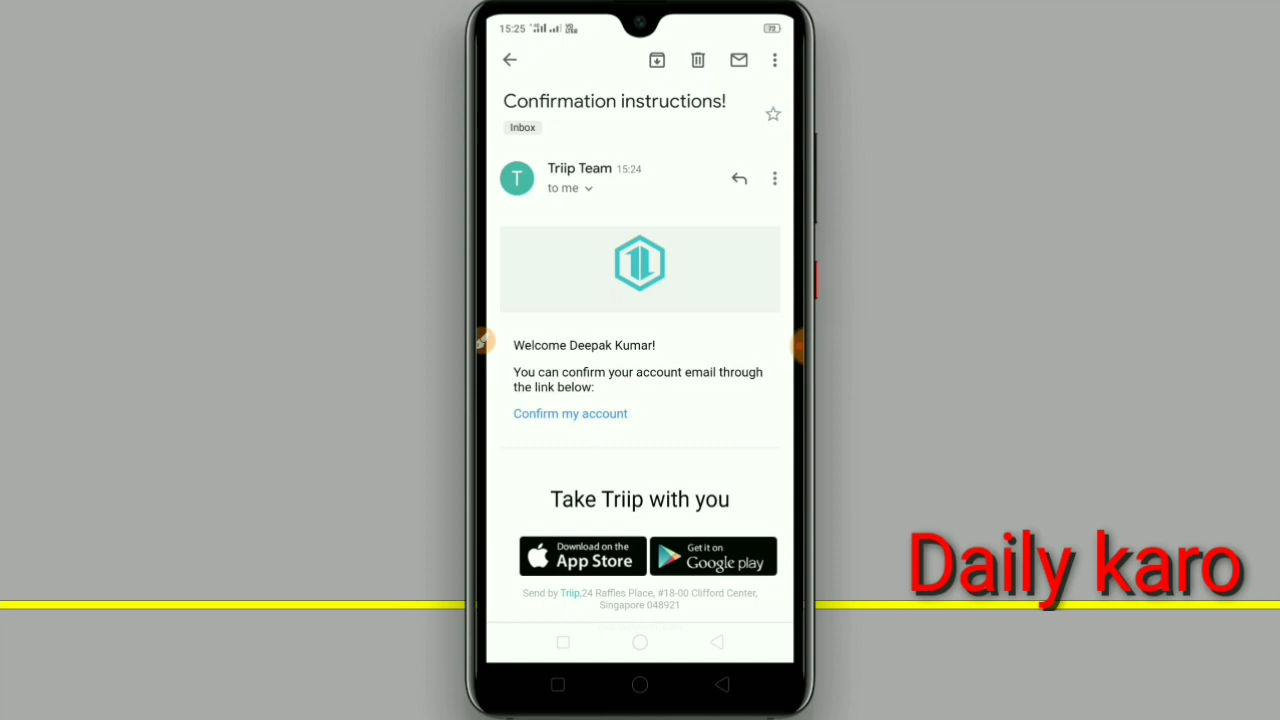 15:25
72
Confirmation instructions!
Inbox
T
Triip Team 15:24
to me
Welcome Deepak Kumar!
You can confirm your account email through
the link below:
Confirm my account
Take Triip with you
Download on the
App Store
Get it on
Google play
Send by Triip,24 Raffles Place, #18-00 Clifford Center,
Singapore 048921
Daily karo